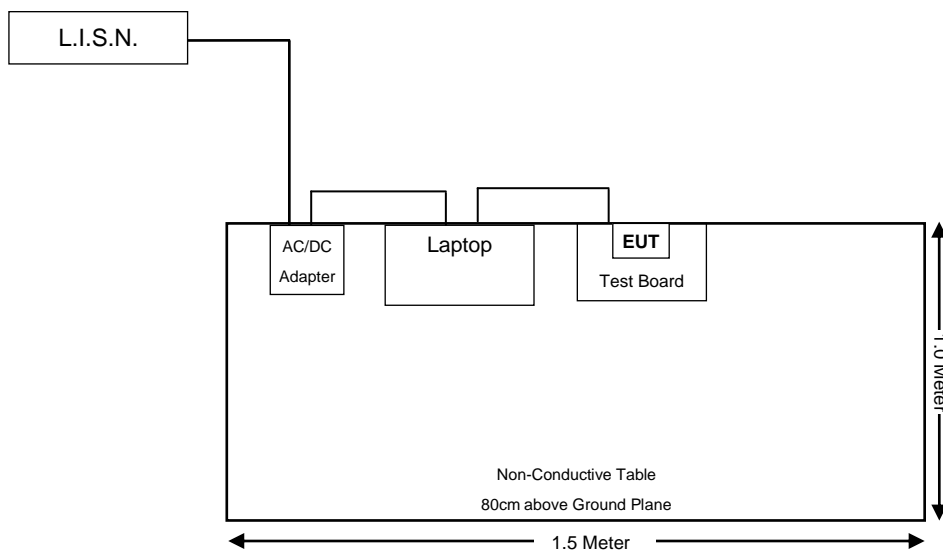 L.I.S.N.
AC/DC
Adapter
Laptop
EUT
Test Board
1.0 Meter
Non-Conductive Table
80cm above Ground Plane
1.5 Meter